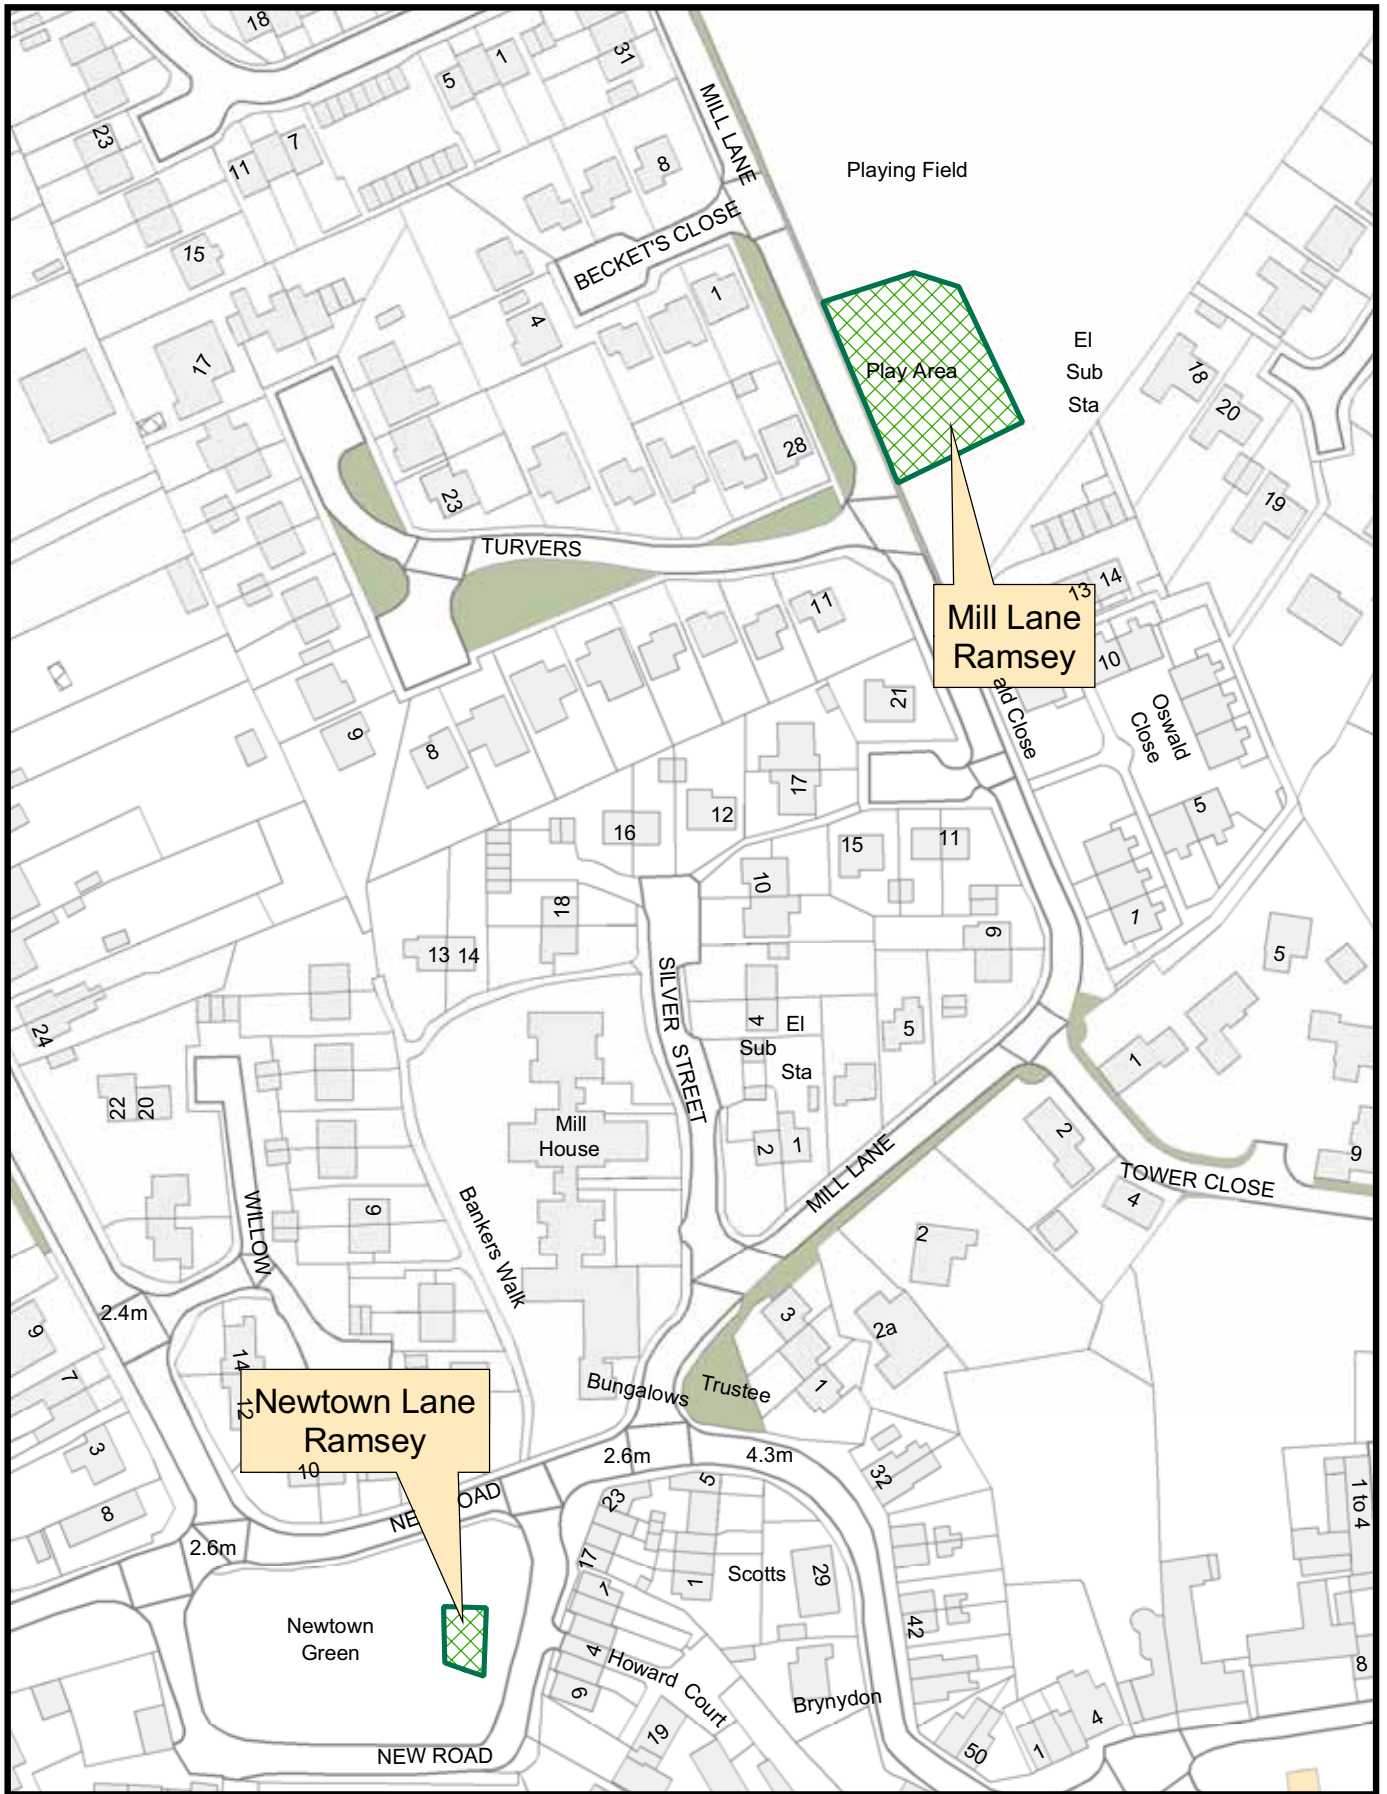 18
31
1
5
23
7
11
MILL LANE
8
Playing Field
15
BECKET'S CLOSE
1
4
17
El
Sub
Sta
Play Area
18
20
28
23
19
TURVERS
13 14
11
Mill Lane
Ramsey
10
ald Close
Oswald
Close
21
9
8
17
12
16
5
15
11
10
18
1
13 14
9
5
SILVER STREET
24
4
El
Sub
Sta
5
1
22
20
Mill
House
2
1
2
MILL LANE
9
TOWER CLOSE
4
WILLOW
9
Bankers Walk
2
2.4m
9
3
2a
14
7
Bungalows
Trustee
1
12
Newtown Lane
Ramsey
3
10
2.6m
4.3m
32
5
1 to 4
23
NE
OAD
8
2.6m
17
7
1
Scotts
29
Newtown
Green
42
4
Howard Court
8
9
Brynydon
19
4
NEW ROAD
50
1